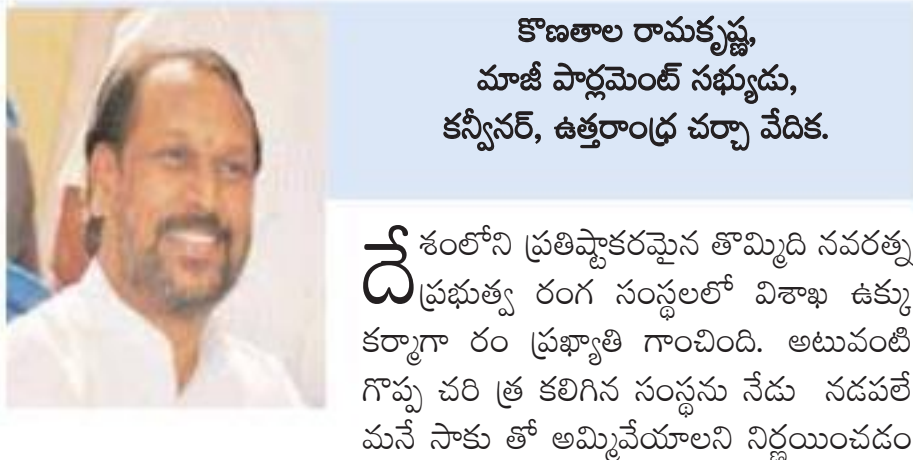 కొణతాల రామకృష్ణ,
మాజీ పార్లమెంట్ సభ్యుడు,
కన్వీనర్, ఉత్తరాంధ్ర చర్చా వేదిక.
దేశంలోని ప్రతిష్టాకరమైన తొమ్మిది నవరత్న
ప్రభుత్వ రంగ సంస్థలలో విశాఖ ఉక్కు
కర్మాగా రం ప్రఖ్యాతి గాంచింది. అటువంటి
గొప్ప చరి త్ర కలిగిన సంస్థను నేడు నడపలే
మనే సాకు తో అమ్మివేయాలని నిర్ణయించడం